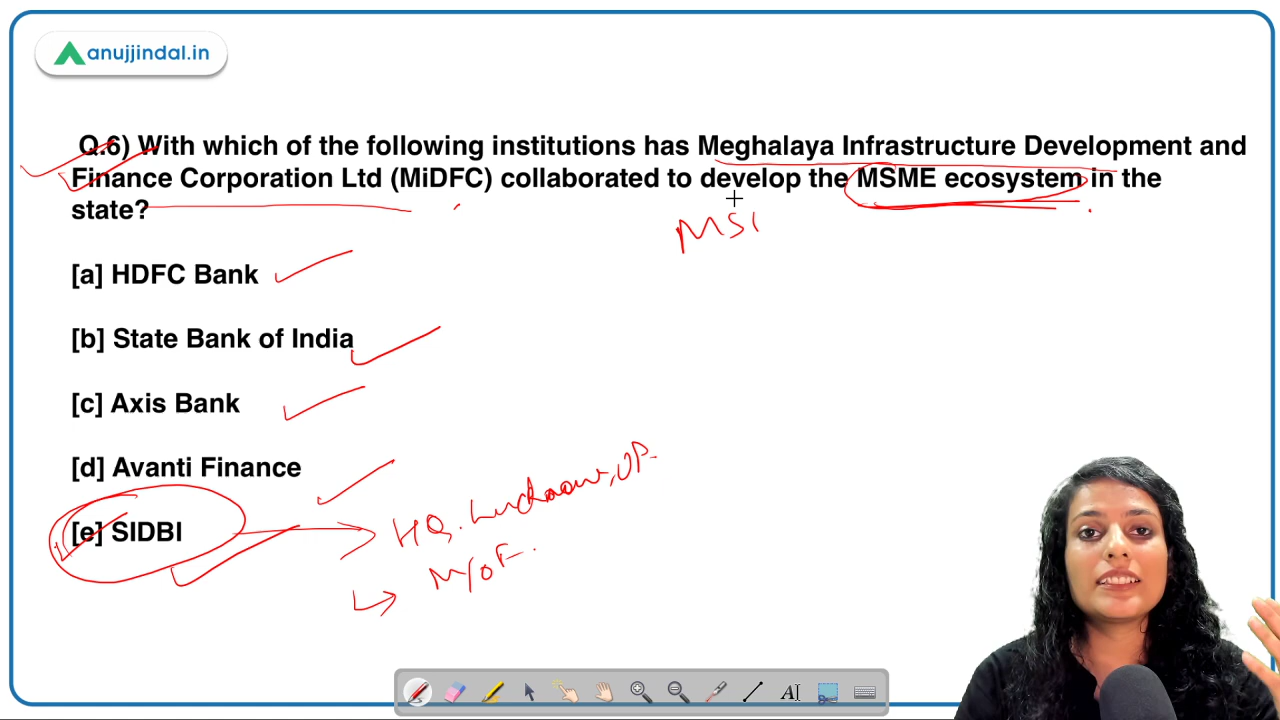 anujjindal.in
Q.6) With which of the following institutions has Meghalaya Infrastructure Development and
Finance Corporation Ltd (MiDFC) collaborated to develop the MSME ecosystem in the
state?
MSI
[a] HDFC Bank
[b] State Bank of India
[c] Axis Bank
[d] Avanti Finance
HQ. Lucknow, UP.
[e] SIDBI
M/oF.
AI